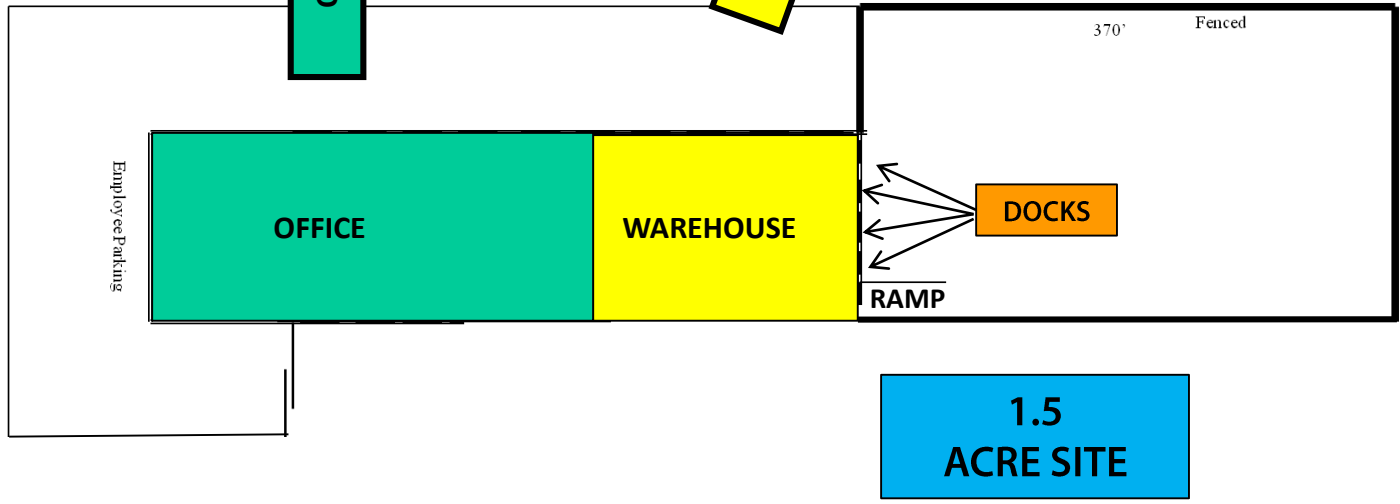 370’
Fenced
Employee Parking
OFFICE
WAREHOUSE
DOCKS
RAMP
1.5
ACRE SITE